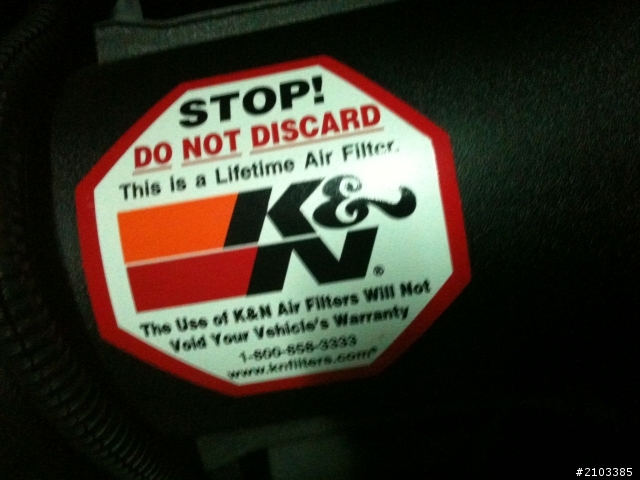 STOP!
DO NOT DISCARD
This is a Lifetime Air Filter.
K&
N®
The Use of K&N Air Filters Will Not
Void Your Vehicle's Warranty
1-800-858-3333
www.knfilters.com®
#2103385